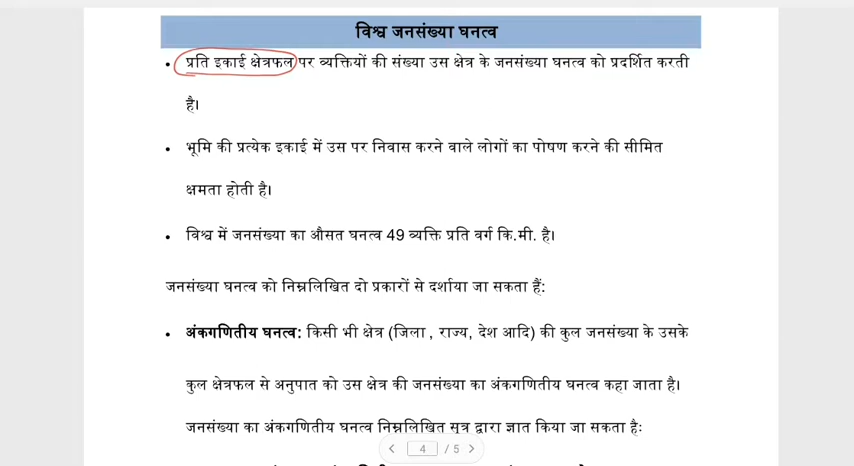 विश्व जनसंख्या घनत्व
• प्रति इकाई क्षेत्रफल पर व्यक्तियों की संख्या उस क्षेत्र के जनसंख्या घनत्व को प्रदर्शित करती
है।
• भूमि की प्रत्येक इकाई में उस पर निवास करने वाले लोगों का पोषण करने की सीमित
क्षमता होती है।
• विश्व में जनसंख्या का औसत घनत्व 49 व्यक्ति प्रति वर्ग कि.मी. है।
जनसंख्या घनत्व को निम्नलिखित दो प्रकारों से दर्शाया जा सकता हैं:
• अंकगणितीय घनत्व: किसी भी क्षेत्र (जिला , राज्य, देश आदि) की कुल जनसंख्या के उसके
कुल क्षेत्रफल से अनुपात को उस क्षेत्र की जनसंख्या का अंकगणितीय घनत्व कहा जाता है।
जनसंख्या का अंकगणितीय घनत्व निम्नलिखित सूत्र द्वारा ज्ञात किया जा सकता है:
4 / 5